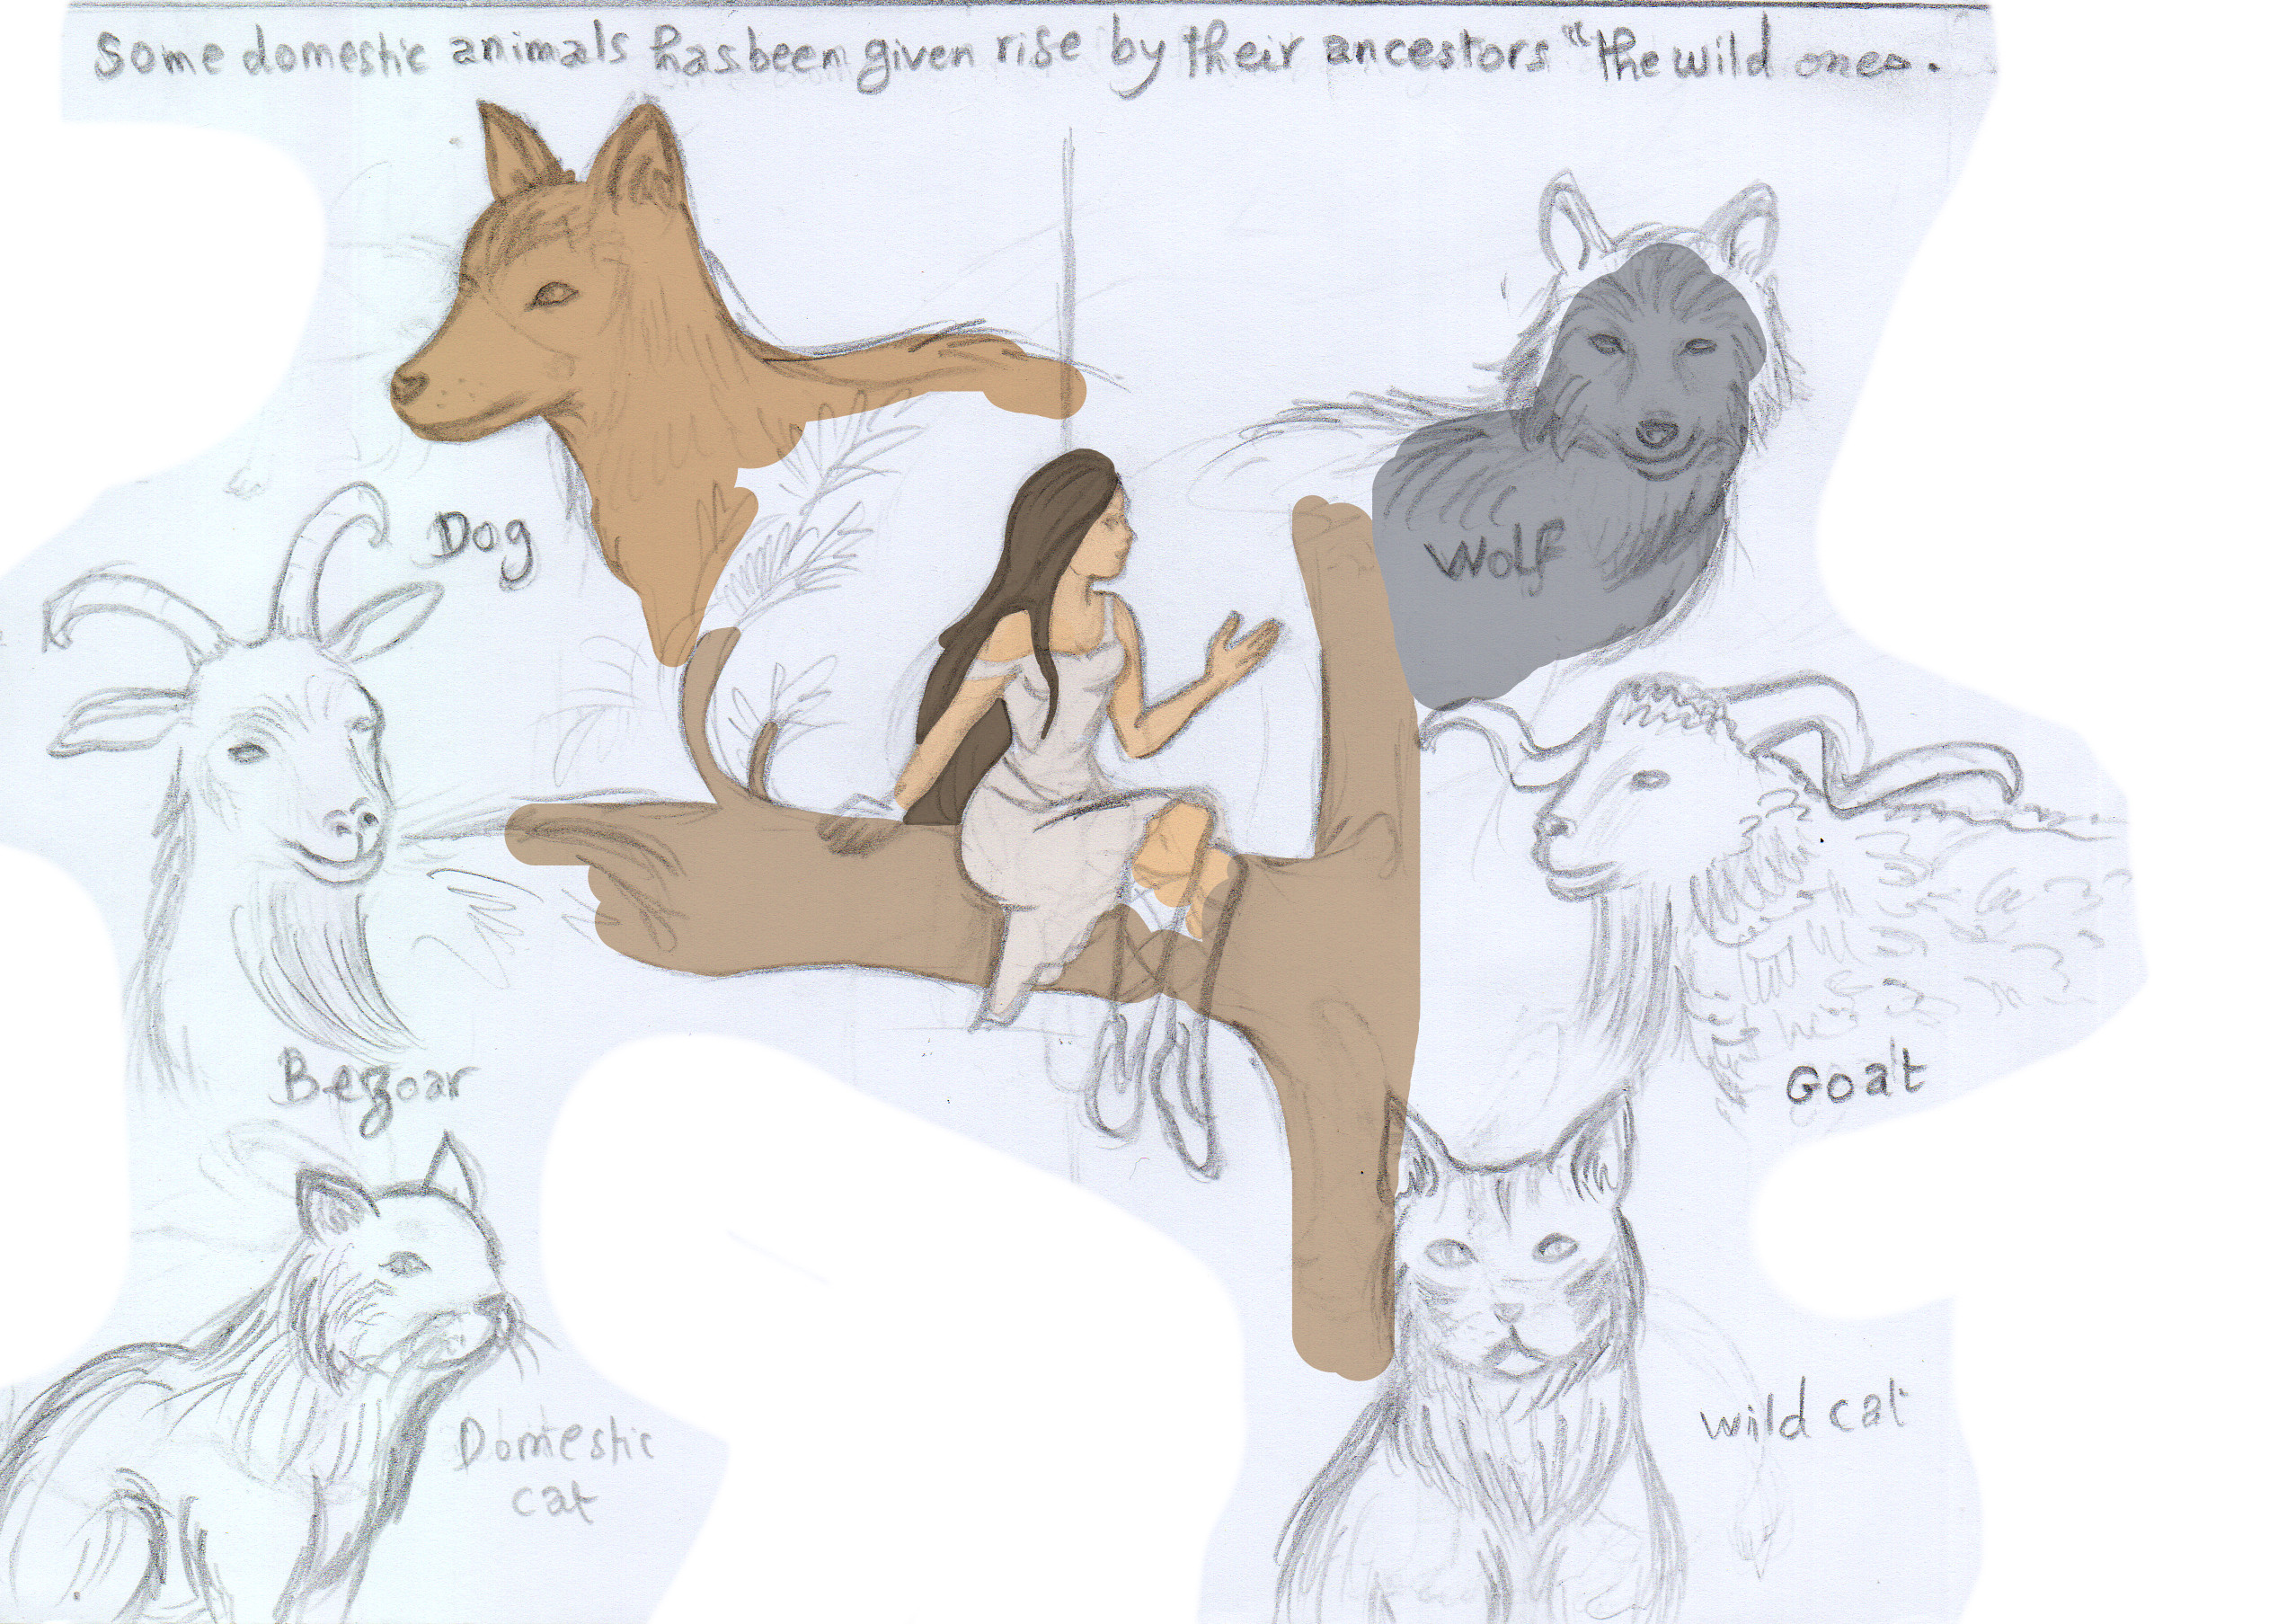 Some domestic animals has been given rise by their ancestors "the wild ones.
Dog
Wolf
Bezoar
Goat
Domestic
cat
wild cat